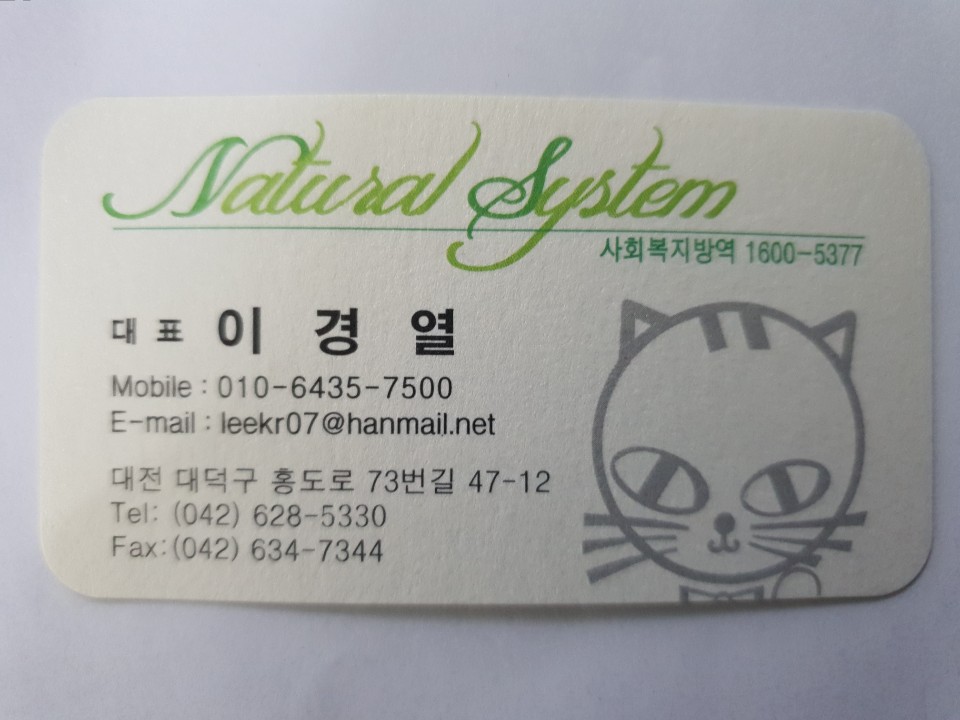 Natural System
사회복지방역 1600-5377
대 표 이 경 열
Mobile : 010-6435-7500
E-mail : leekr07@hanmail.net
대전 대덕구 홍도로 73번길 47-12
Tel: (042) 628-5330
Fax:(042) 634-7344